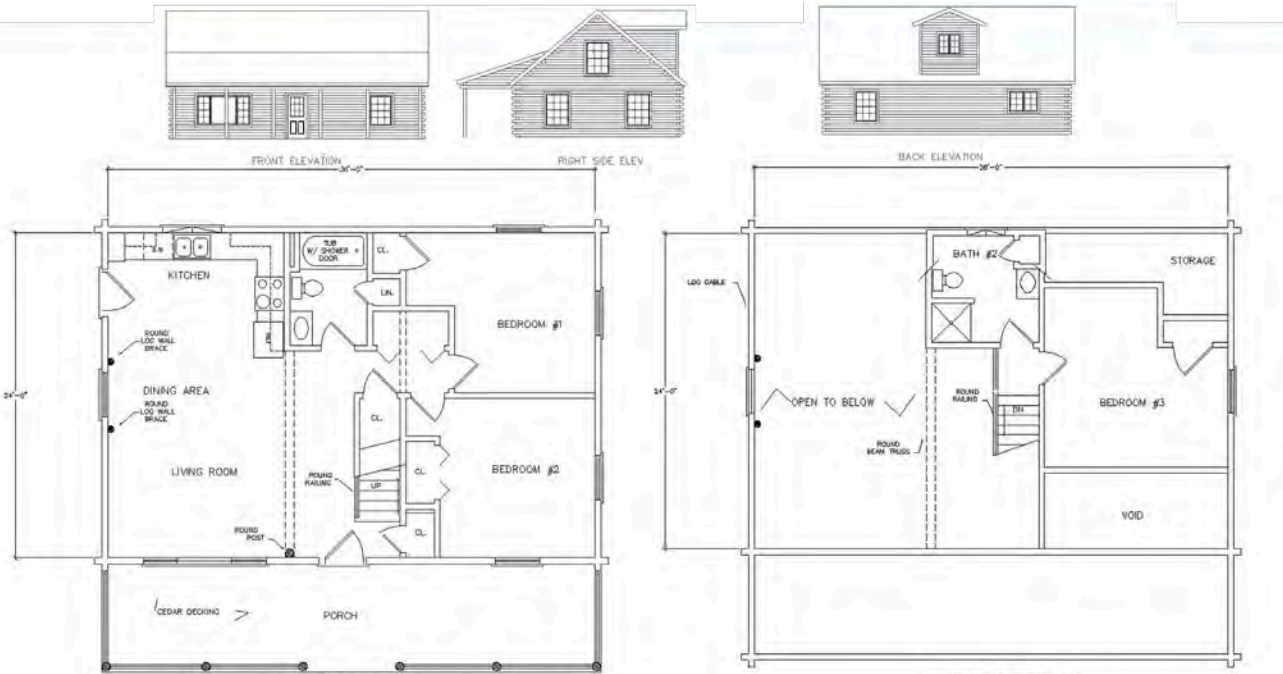 FRONT ELEVATION
RIGHT SIDE ELEV
BACK ELEVATION
36'-0"
24'-0"
KITCHEN
D.W.
TUB
W/ SHOWER
DOOR
CL.
LIN.
REF.
BEDROOM #1
ROUND
LOG WALL
BRACE
DINING AREA
ROUND
LOG WALL
BRACE
CL.
LIVING ROOM
BEDROOM #2
CL.
ROUND
RAILING
UP
ROUND
POST
CL.
CEDAR DECKING
PORCH
24'-0"
LOG GABLE
BATH #2
STORAGE
OPEN TO BELOW
ROUND
RAILING
DN
BEDROOM #3
ROUND
BEAM TRUSS
VOID